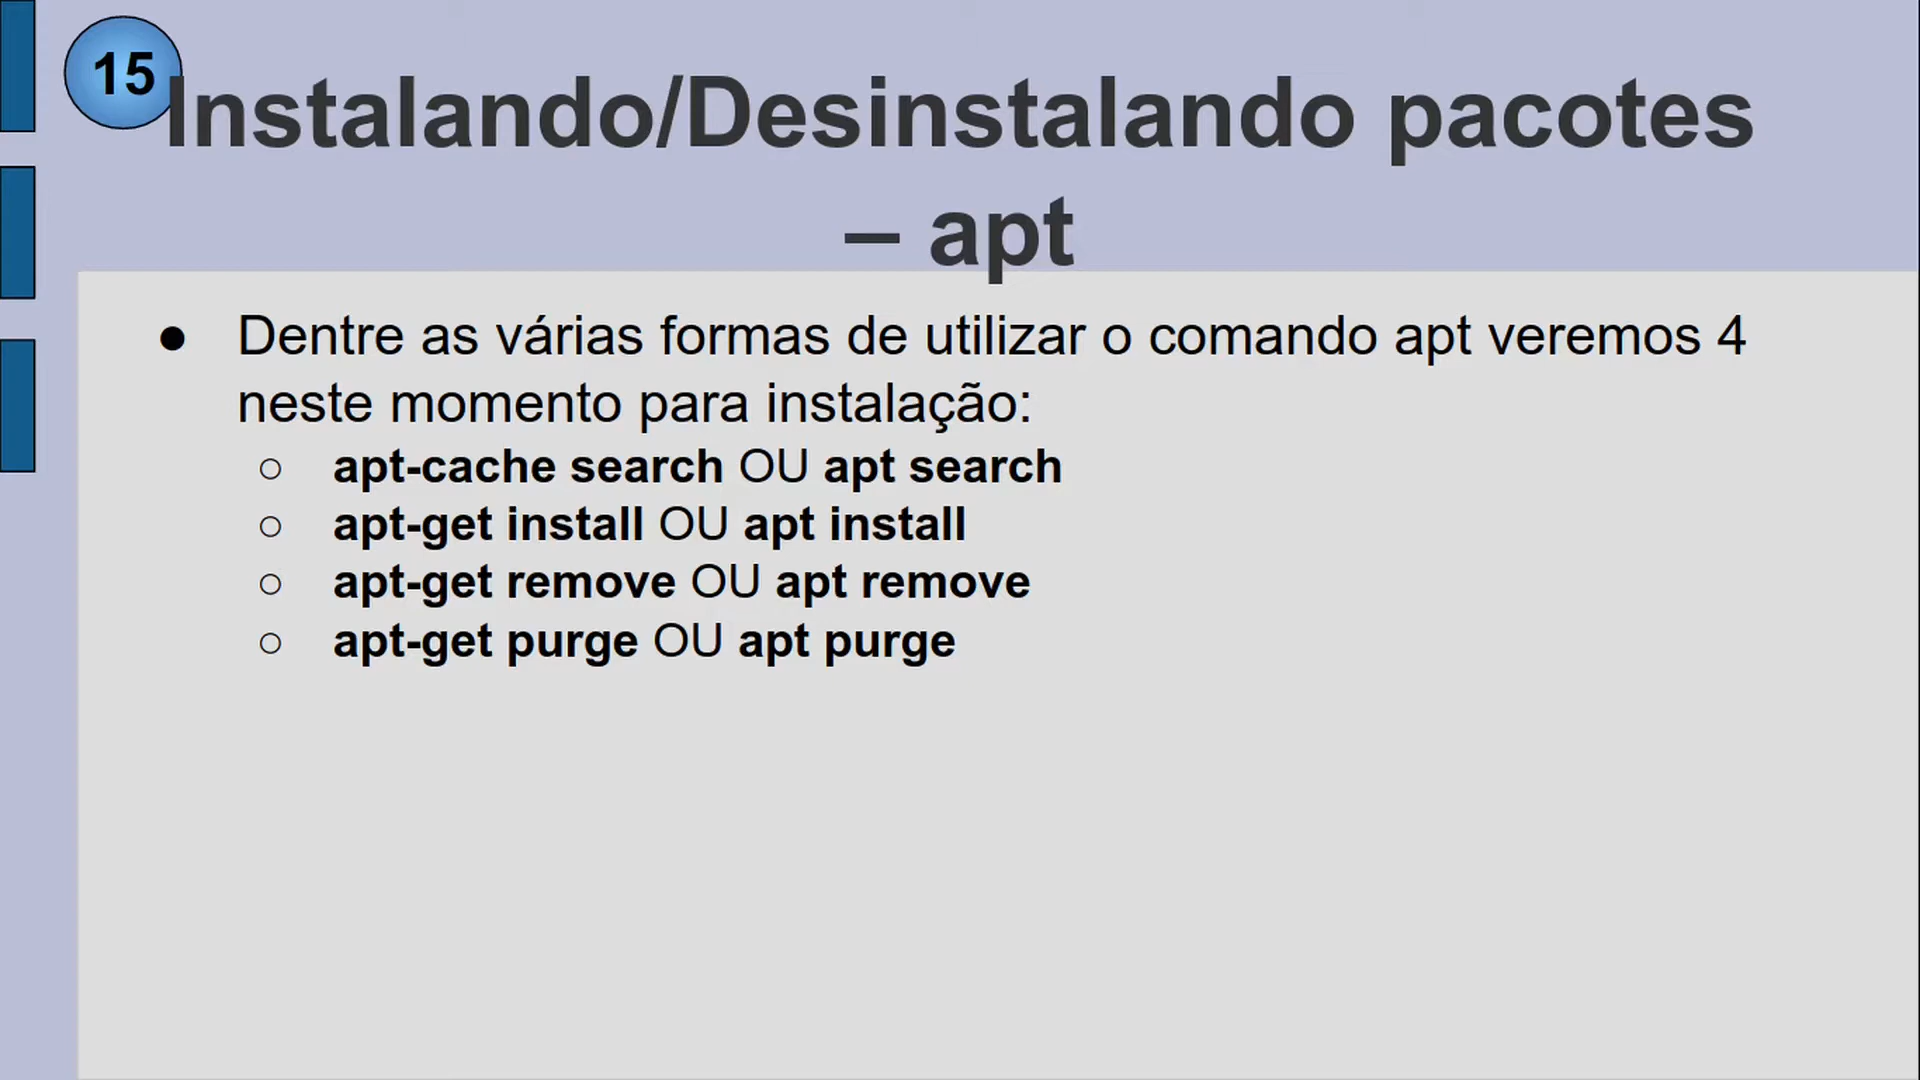 15
Instalando/Desinstalando pacotes
– apt
● Dentre as várias formas de utilizar o comando apt veremos 4
neste momento para instalação:
○ apt-cache search OU apt search
○ apt-get install OU apt install
○ apt-get remove OU apt remove
○ apt-get purge OU apt purge